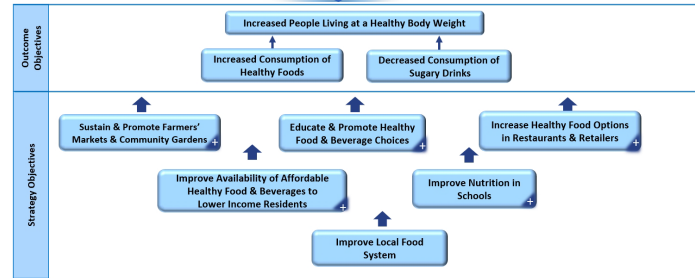 Outcome
Objectives
Increased People Living at a Healthy Body Weight
Increased Consumption of
Healthy Foods
Decreased Consumption of
Sugary Drinks
Strategy Objectives
Sustain & Promote Farmers'
Markets & Community Gardens
+
Educate & Promote Healthy
Food & Beverage Choices
+
Increase Healthy Food Options
in Restaurants & Retailers
+
Improve Availability of Affordable
Healthy Food & Beverages to
Lower Income Residents
+
Improve Nutrition in
Schools
+
Improve Local Food
System